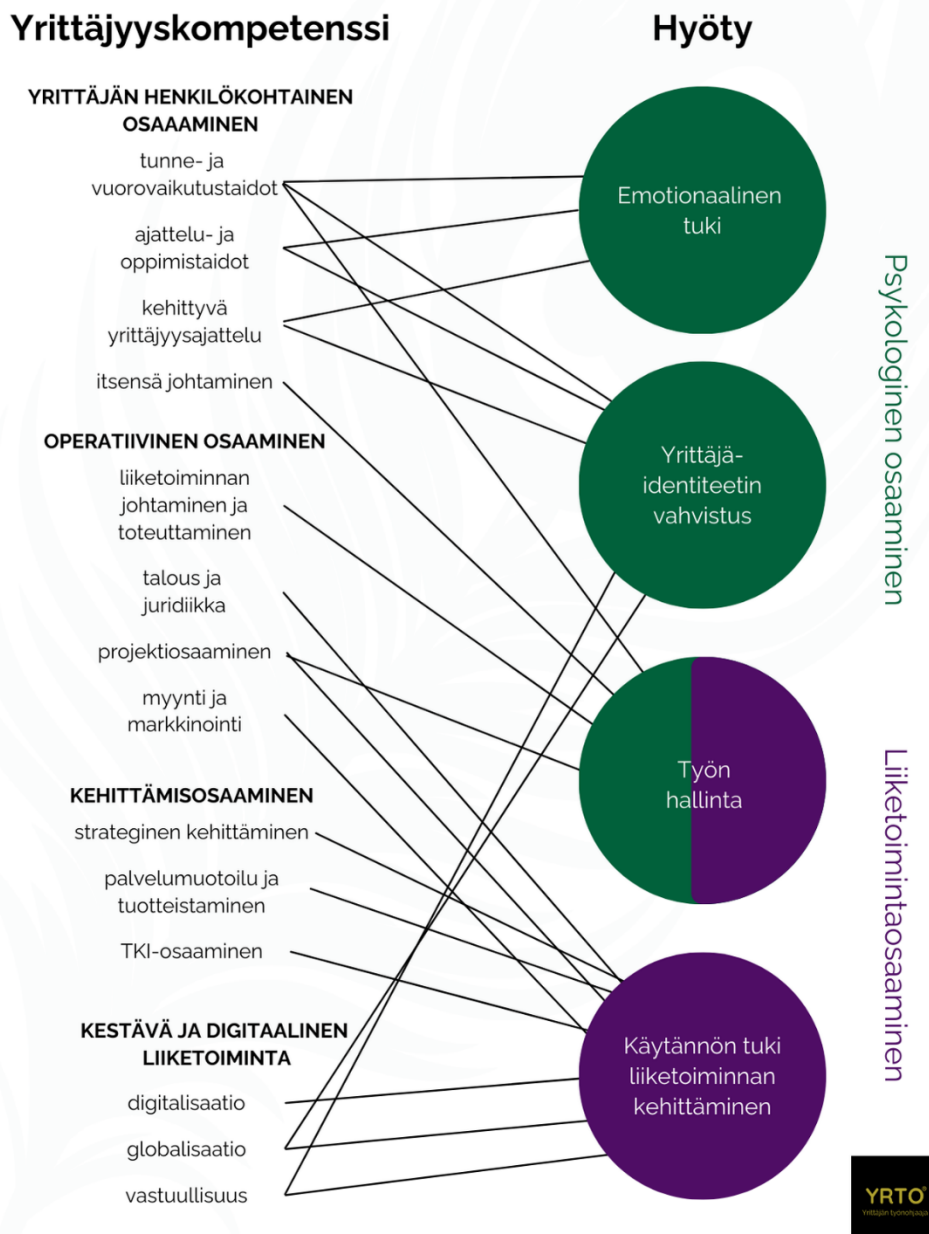 Yrittäjyyskompetenssi
YRITTÄJÄN HENKILÖKOHTAINEN
OSAAAMINEN
tunne- ja
vuorovaikutustaidot
ajattelu- ja
oppimistaidot
kehittyvä
yrittäjyysajattelu
itsensä johtaminen
OPERATIIVINEN OSAAMINEN
liiketoiminnan
johtaminen ja
toteuttaminen
talous ja
juridiikka
projektiosaaminen
myynti ja
markkinointi
KEHITTÄMISOSAAMINEN
strateginen kehittäminen
palvelumuotoilu ja
tuotteistaminen
TKI-osaaminen
KESTÄVÄ JA DIGITAALINEN
LIIKETOIMINTA
digitalisaatio
globalisaatio
vastuullisuus
Hyöty
Emotionaalinen
tuki
Yrittäjä-
identiteetin
vahvistus
Työn
hallinta
Käytännön tuki
liiketoiminnan
kehittäminen
Psykologinen osaaminen
Liiketoimintaosaaminen
YRTO®
Yrittäjän työnohjaaja